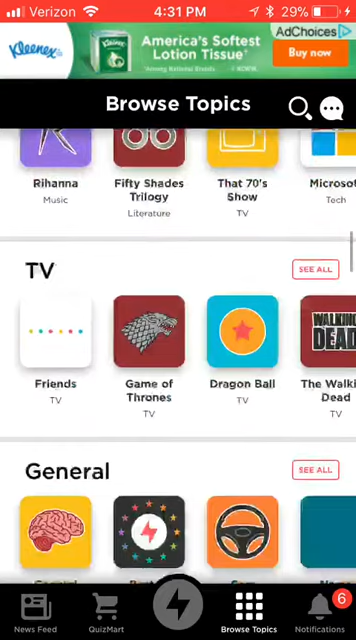 Verizon 4:31 PM 29%
Kleenex
Kleenex
America's Softest
Lotion Tissue*
AdChoices
Buy now
Browse Topics
Rihanna
Music
Fifty Shades
Trilogy
Literature
That 70's
Show
TV
Microsof
Tech
TV
SEE ALL
Friends
TV
Game of
Thrones
TV
Dragon Ball
TV
WALKING
DEAD
The Walki
Dead
TV
General
SEE ALL
News Feed
QuizMart
Browse Topics
6
Notifications